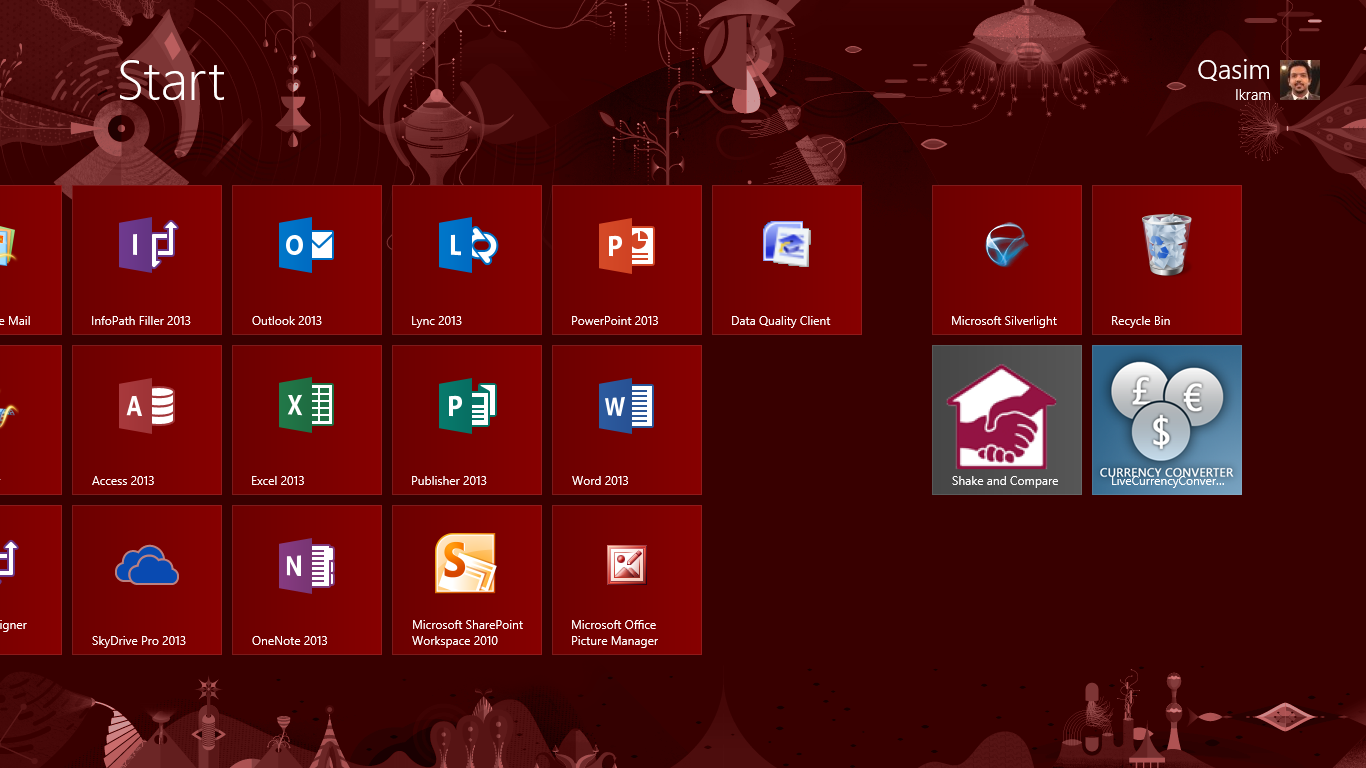 Start
Qasim
Ikram
e Mail
I
InfoPath Filler 2013
O
Outlook 2013
L
Lync 2013
P
PowerPoint 2013
Data Quality Client
Microsoft Silverlight
Recycle Bin
A
Access 2013
X
Excel 2013
P
Publisher 2013
W
Word 2013
Shake and Compare
£
€
$
CURRENCY CONVERTER
LiveCurrencyConver...
igner
SkyDrive Pro 2013
N
OneNote 2013
S
Microsoft SharePoint
Workspace 2010
Microsoft Office
Picture Manager